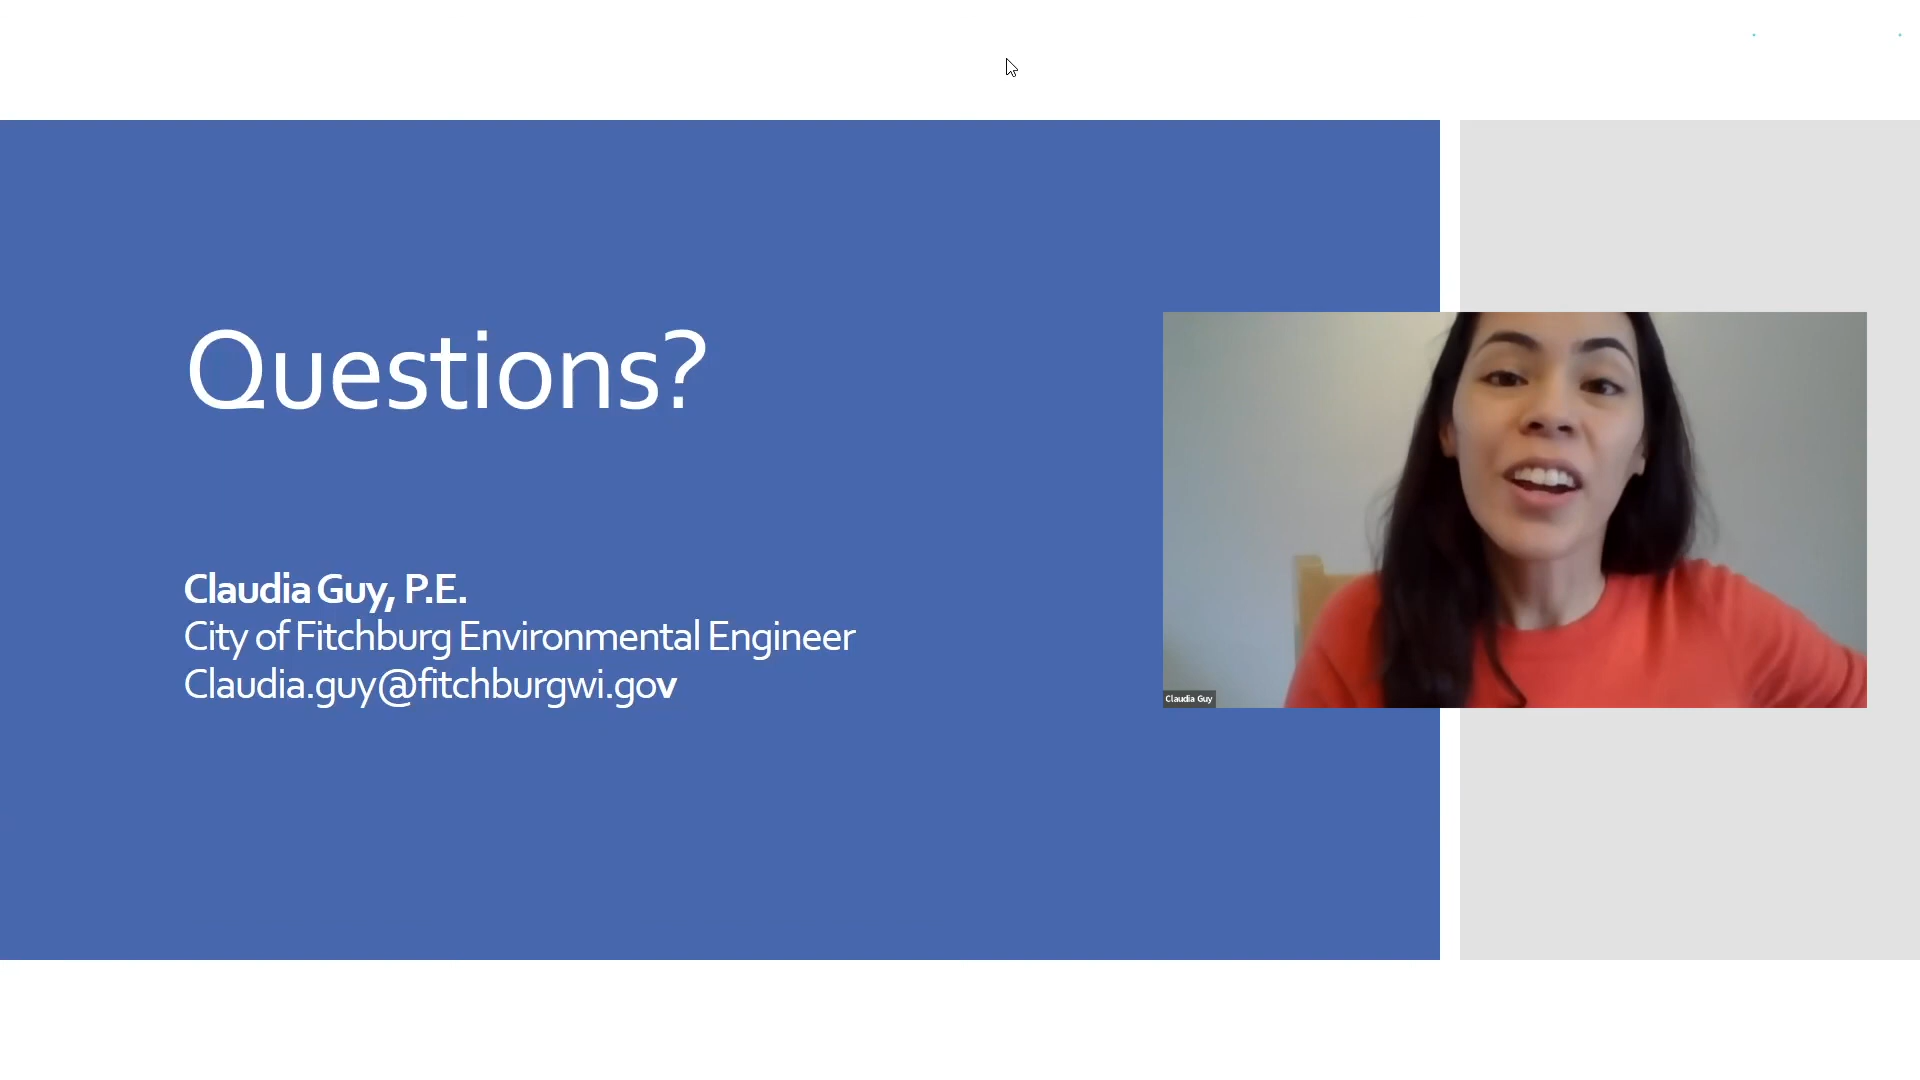 Questions?
Claudia Guy, P.E.
City of Fitchburg Environmental Engineer
Claudia.guy@fitchburgwi.gov
Claudia Guy